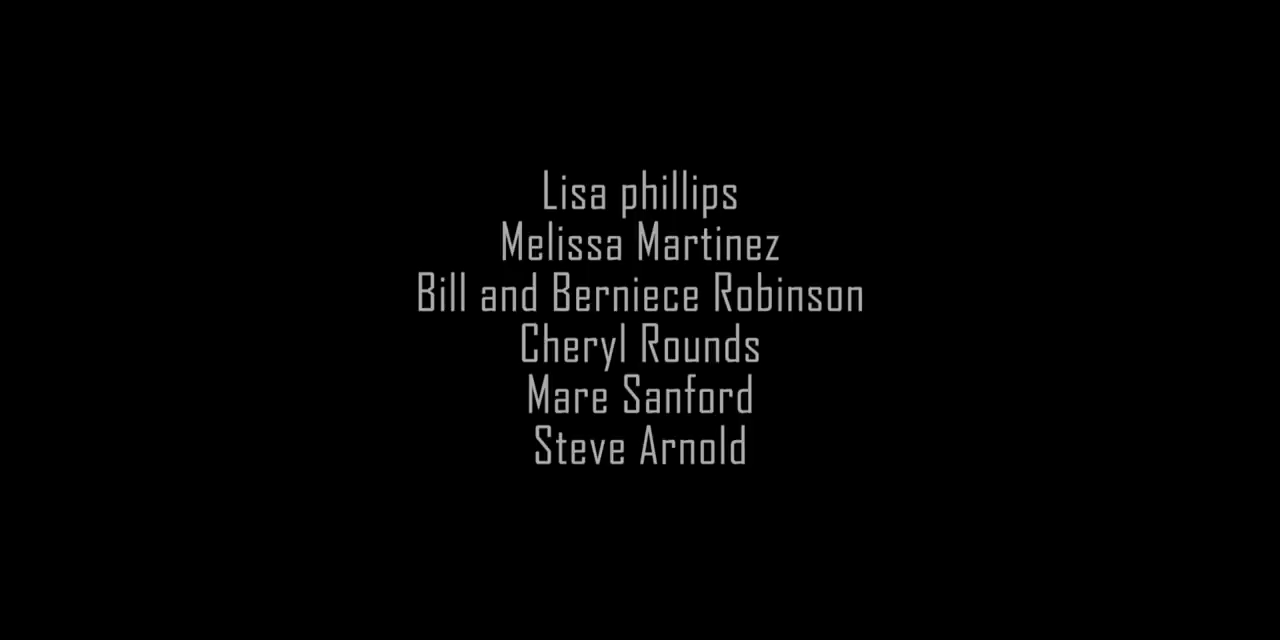 Lisa phillips
Melissa Martinez
Bill and Berniece Robinson
Cheryl Rounds
Mare Sanford
Steve Arnold